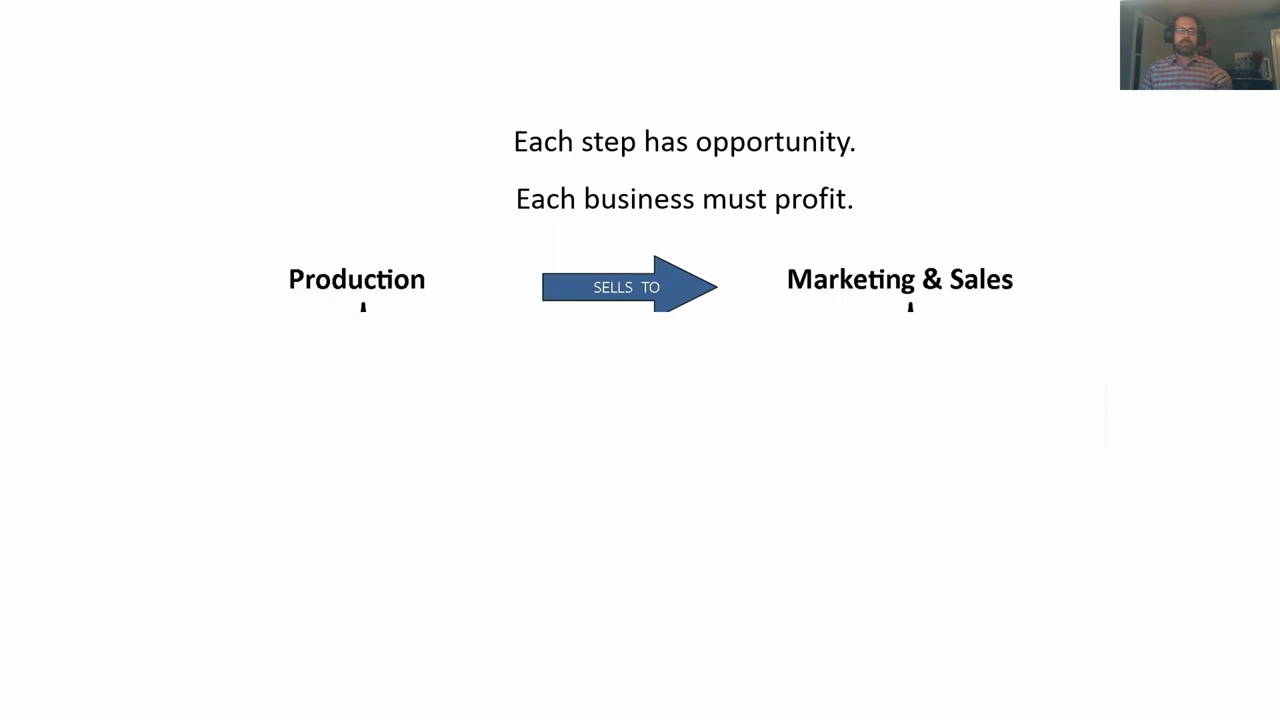 Each step has opportunity.
Each business must profit.
Production
SELLS TO
Marketing & Sales